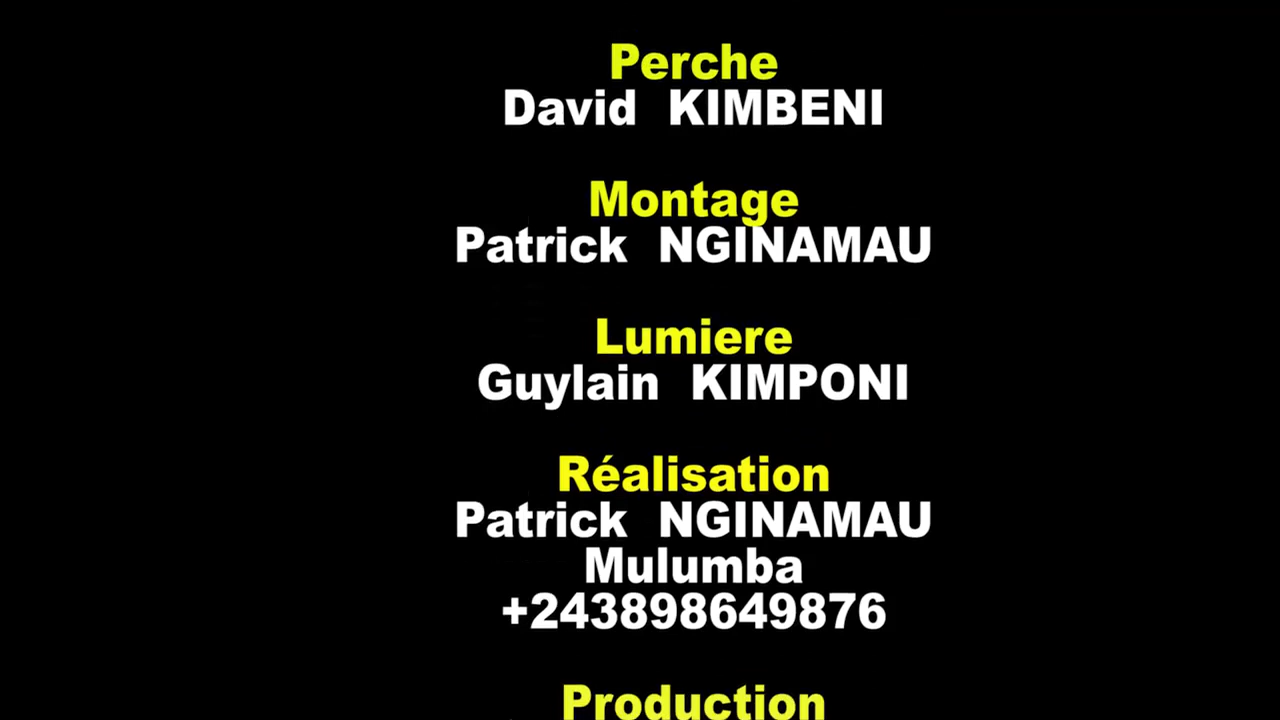 Perche
David KIMBENI
Montage
Patrick NGINAMAU
Lumiere
Guylain KIMPONI
Réalisation
Patrick NGINAMAU
Mulumba
+243898649876
Production